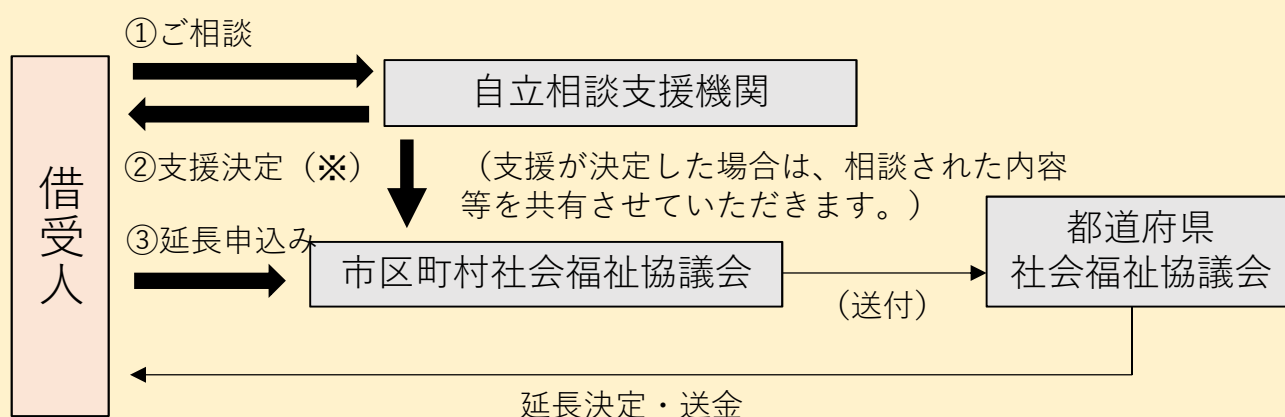 ①ご相談
自立相談支援機関
借受人
②支援決定（※）
（支援が決定した場合は、相談された内容
等を共有させていただきます。）
③延長申込み
市区町村社会福祉協議会
（送付）
都道府県
社会福祉協議会
延長決定・送金